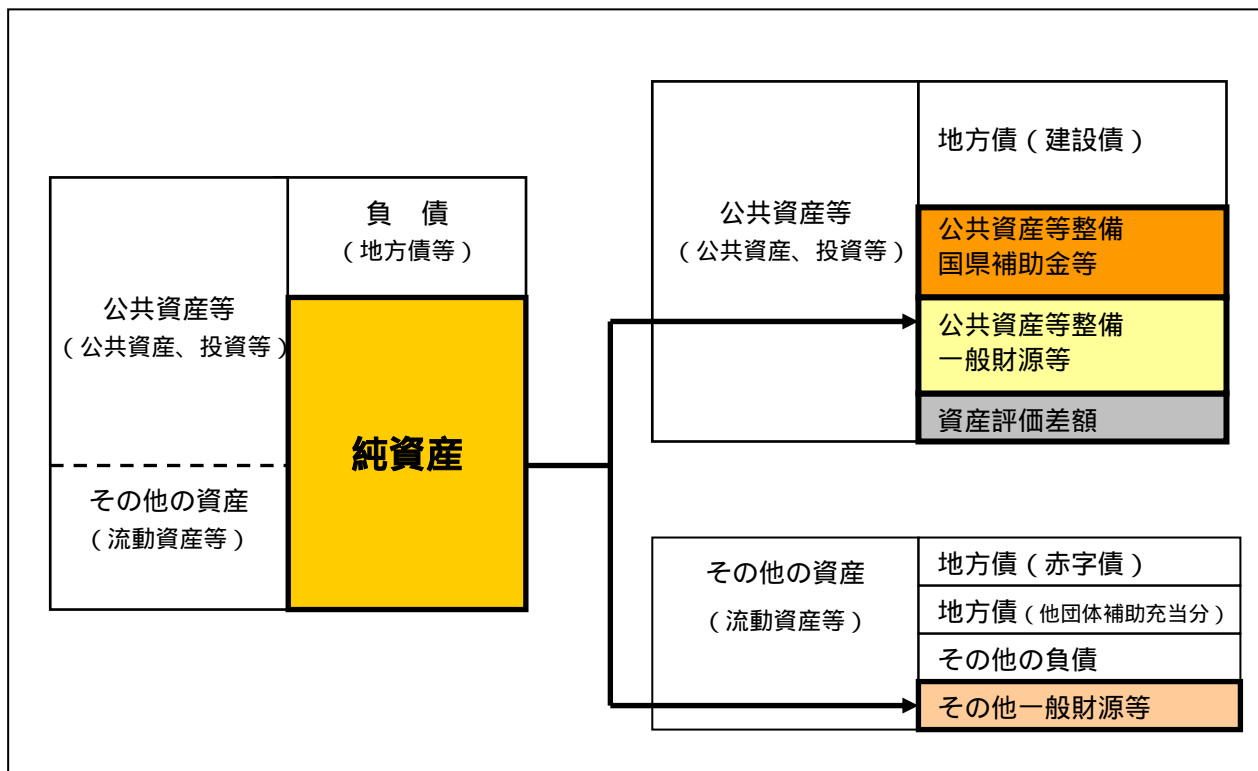 負　債
（地方債等）
公共資産等
（公共資産、投資等）
純資産
その他の資産
（流動資産等）
公共資産等
（公共資産、投資等）
地方債（建設債）
公共資産等整備
国県補助金等
公共資産等整備
一般財源等
資産評価差額
その他の資産
（流動資産等）
地方債（赤字債）
地方債（他団体補助充当分）
その他の負債
その他一般財源等